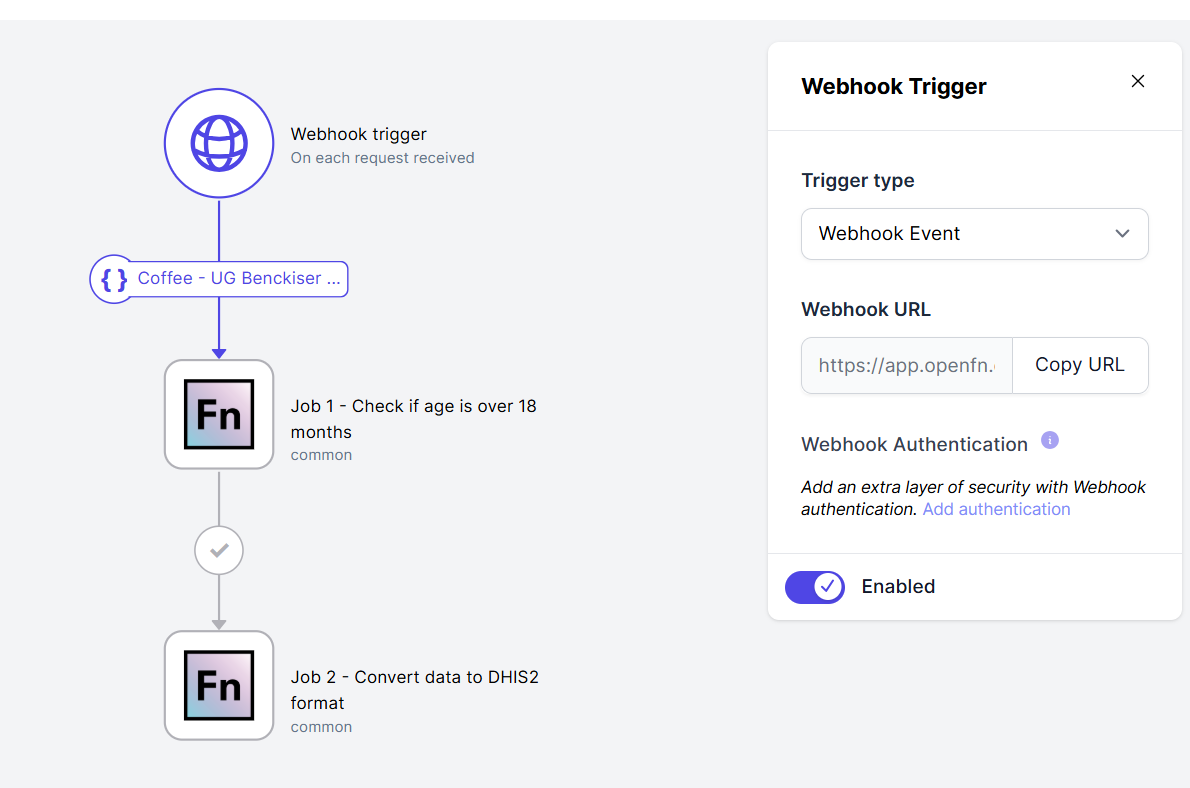 Webhook trigger
On each request received
{ } Coffee - UG Benckiser ...
Fn
Job 1 - Check if age is over 18
months
common
Fn
Job 2 - Convert data to DHIS2
format
common
Webhook Trigger
Trigger type
Webhook Event
Webhook URL
https://app.openfn.
Copy URL
Webhook Authentication i
Add an extra layer of security with Webhook
authentication. Add authentication
Enabled